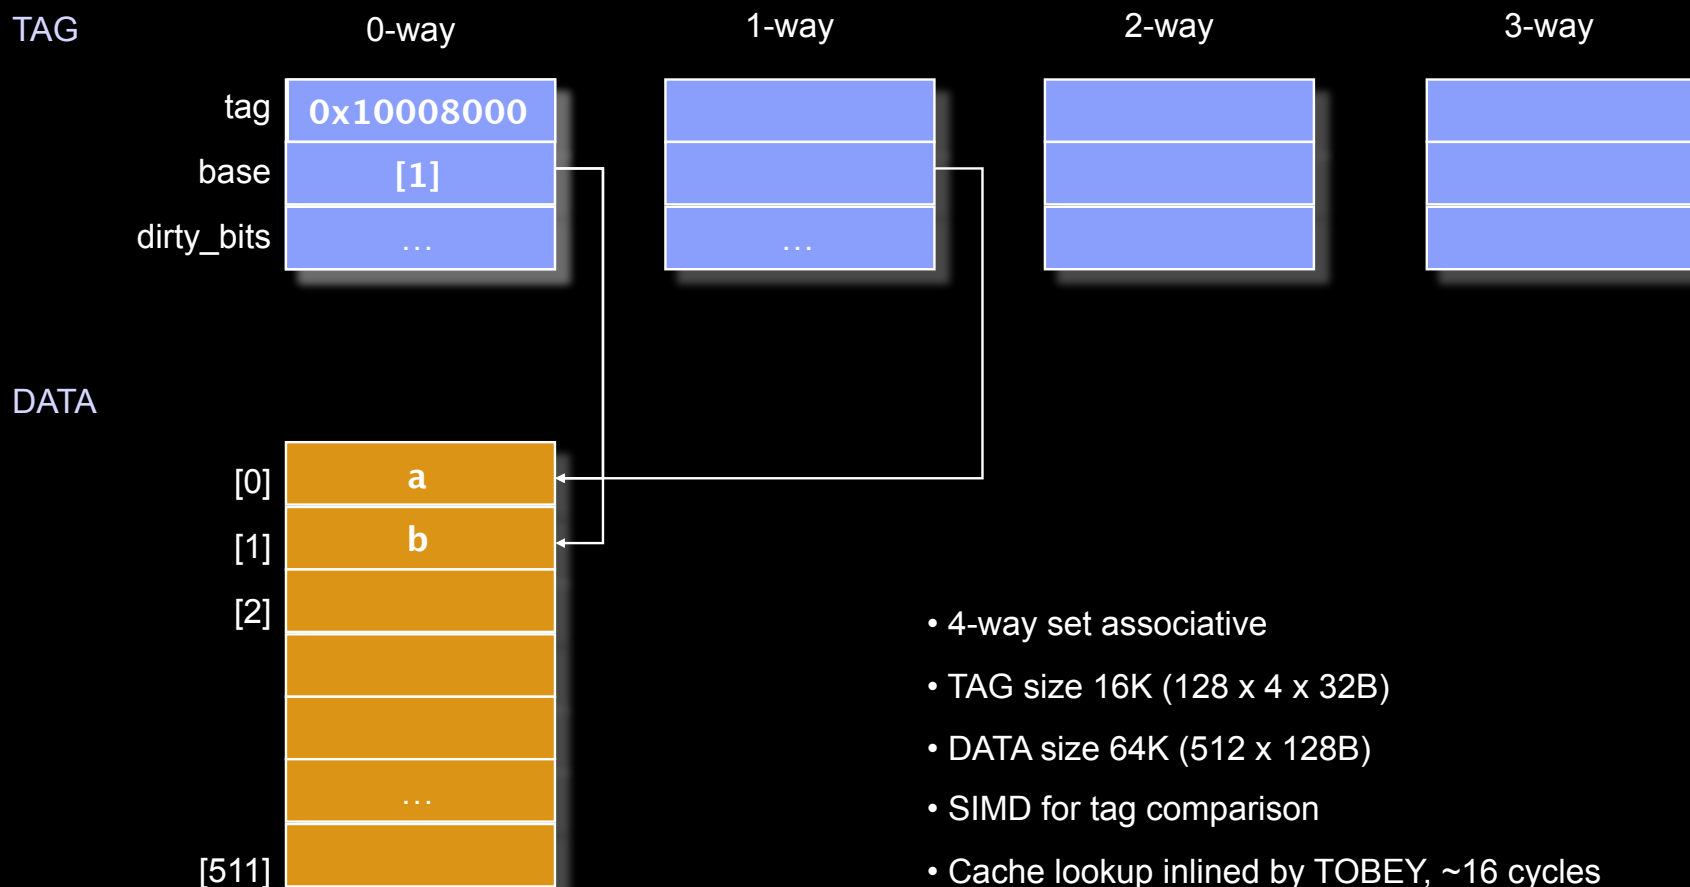 TAG
0-way 1-way 2-way 3-way
tag 0x10008000
base [1]
dirty_bits … …
DATA
[0] a
[1] b
[2]
…
[511]
• 4-way set associative
• TAG size 16K (128 x 4 x 32B)
• DATA size 64K (512 x 128B)
• SIMD for tag comparison
• Cache lookup inlined by TOBEY, ~16 cycles